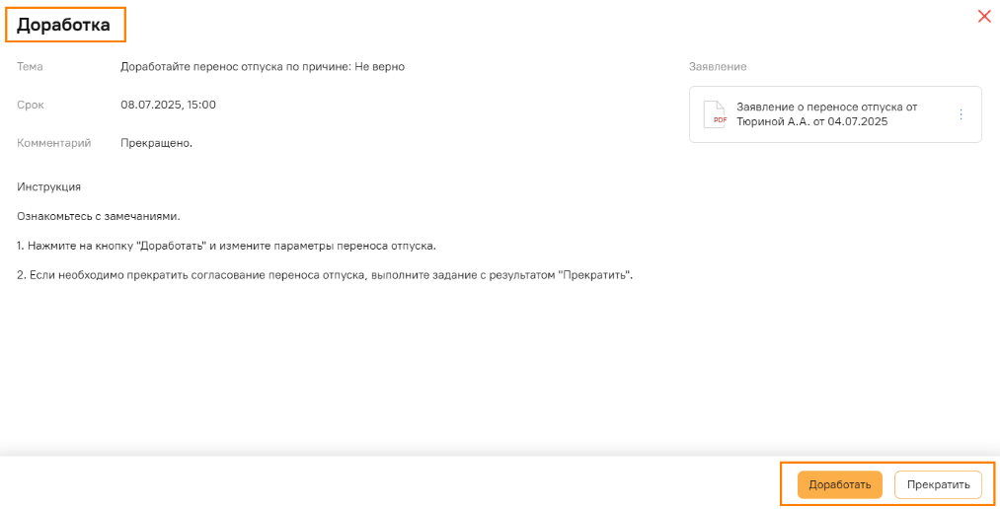 Доработка
Тема
Доработайте перенос отпуска по причине: Не верно
Срок
08.07.2025, 15:00
Комментарий
Прекращено.
Заявление
PDF
Заявление о переносе отпуска от
Тюриной А.А. от 04.07.2025
Инструкция
Ознакомьтесь с замечаниями.
1. Нажмите на кнопку "Доработать" и измените параметры переноса отпуска.
2. Если необходимо прекратить согласование переноса отпуска, выполните задание с результатом "Прекратить".
Доработать
Прекратить